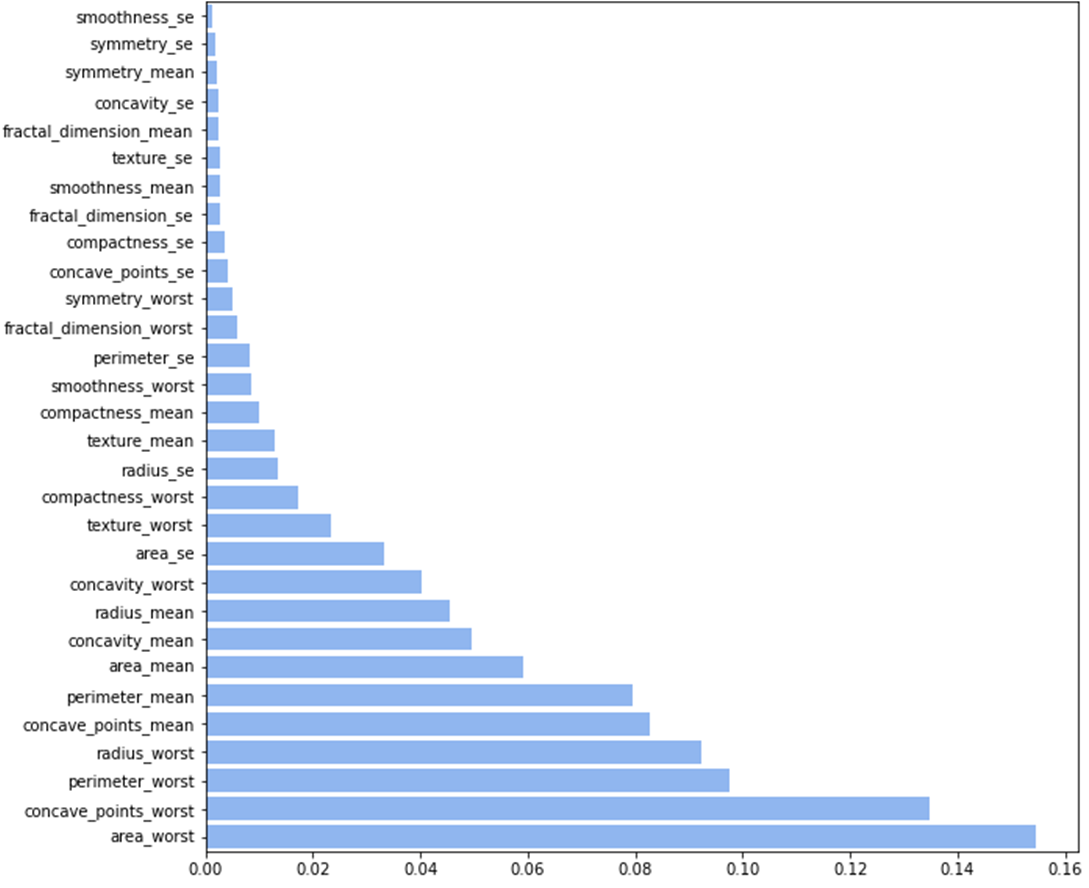 smoothness_se
symmetry_se
symmetry_mean
concavity_se
fractal_dimension_mean
texture_se
smoothness_mean
fractal_dimension_se
compactness_se
concave_points_se
symmetry_worst
fractal_dimension_worst
perimeter_se
smoothness_worst
compactness_mean
texture_mean
radius_se
compactness_worst
texture_worst
area_se
concavity_worst
radius_mean
concavity_mean
area_mean
perimeter_mean
concave_points_mean
radius_worst
perimeter_worst
concave_points_worst
area_worst
0.00 0.02 0.04 0.06 0.08 0.10 0.12 0.14 0.16